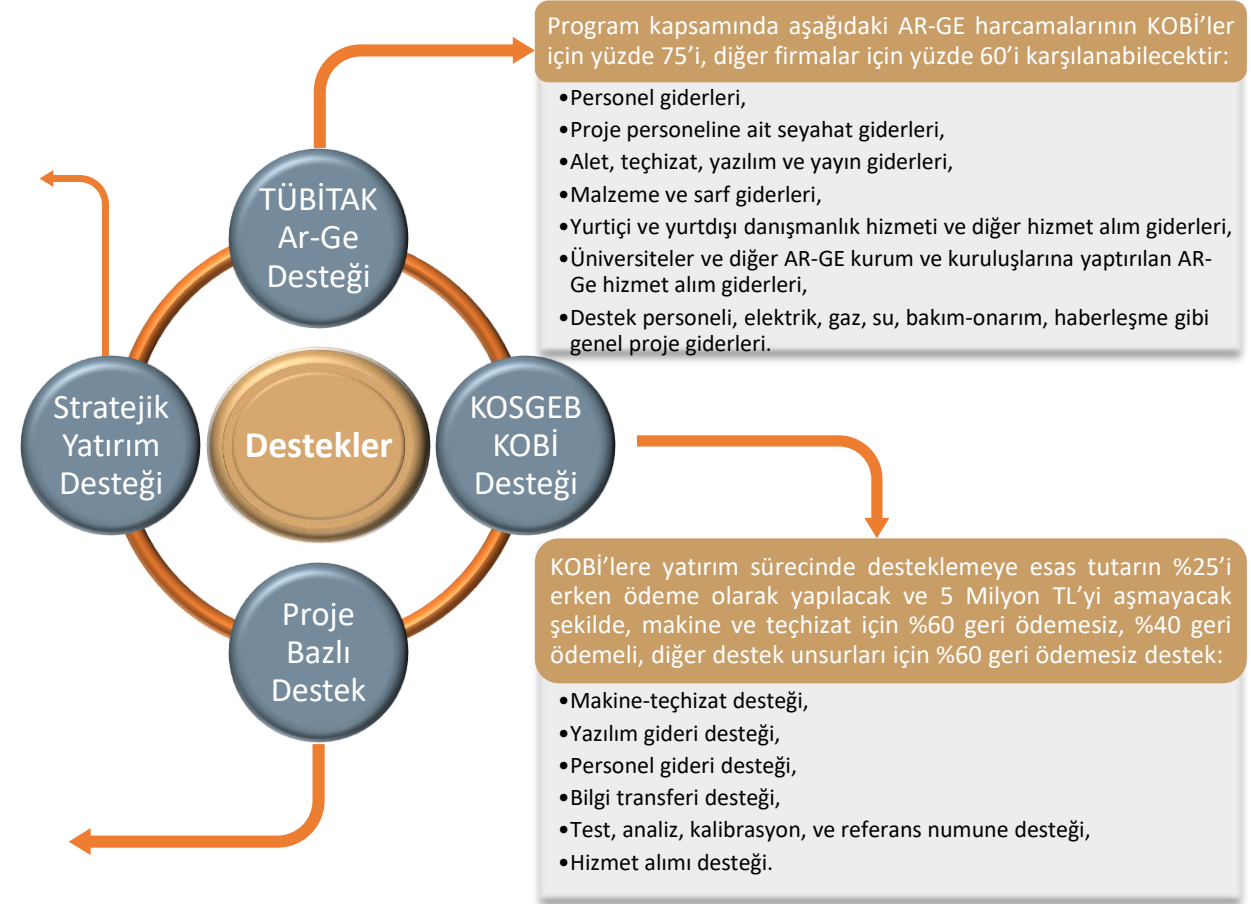 Program kapsamında aşağıdaki AR-GE harcamalarının KOBİ’ler
için yüzde 75’i, diğer firmalar için yüzde 60’i karşılanabilecektir:
•Personel giderleri,
•Proje personeline ait seyahat giderleri,
•Alet, teçhizat, yazılım ve yayın giderleri,
•Malzeme ve sarf giderleri,
•Yurtiçi ve yurtdışı danışmanlık hizmeti ve diğer hizmet alım giderleri,
•Üniversiteler ve diğer AR-GE kurum ve kuruluşlarına yaptırılan AR-
Ge hizmet alım giderleri,
•Destek personeli, elektrik, gaz, su, bakım-onarım, haberleşme gibi
genel proje giderleri.
TÜBİTAK
Ar-Ge
Desteği
Stratejik
Yatırım
Desteği
Destekler
KOSGEB
KOBİ
Desteği
Proje
Bazlı
Destek
KOBİ’lere yatırım sürecinde desteklemeye esas tutarın %25’i
erken ödeme olarak yapılacak ve 5 Milyon TL’yi aşmayacak
şekilde, makine ve teçhizat için %60 geri ödemesiz, %40 geri
ödemeli, diğer destek unsurları için %60 geri ödemesiz destek:
•Makine-teçhizat desteği,
•Yazılım gideri desteği,
•Personel gideri desteği,
•Bilgi transferi desteği,
•Test, analiz, kalibrasyon, ve referans numune desteği,
•Hizmet alımı desteği.